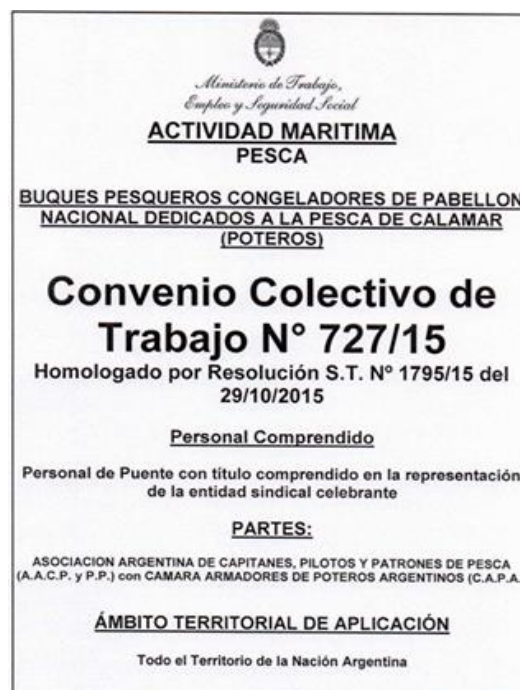 Ministerio de Trabajo,
Empleo y Seguridad Social
ACTIVIDAD MARITIMA
PESCA
BUQUES PESQUEROS CONGELADORES DE PABELLON
NACIONAL DEDICADOS A LA PESCA DE CALAMAR
(POTEROS)
Convenio Colectivo de
Trabajo N° 727/15
Homologado por Resolución S.T. Nº 1795/15 del
29/10/2015
Personal Comprendido
Personal de Puente con título comprendido en la representación
de la entidad sindical celebrante
PARTES:
ASOCIACION ARGENTINA DE CAPITANES, PILOTOS Y PATRONES DE PESCA
(A.A.C.P. y P.P.) con CAMARA ARMADORES DE POTEROS ARGENTINOS (C.A.P.A.
ÁMBITO TERRITORIAL DE APLICACIÓN
Todo el Territorio de la Nación Argentina